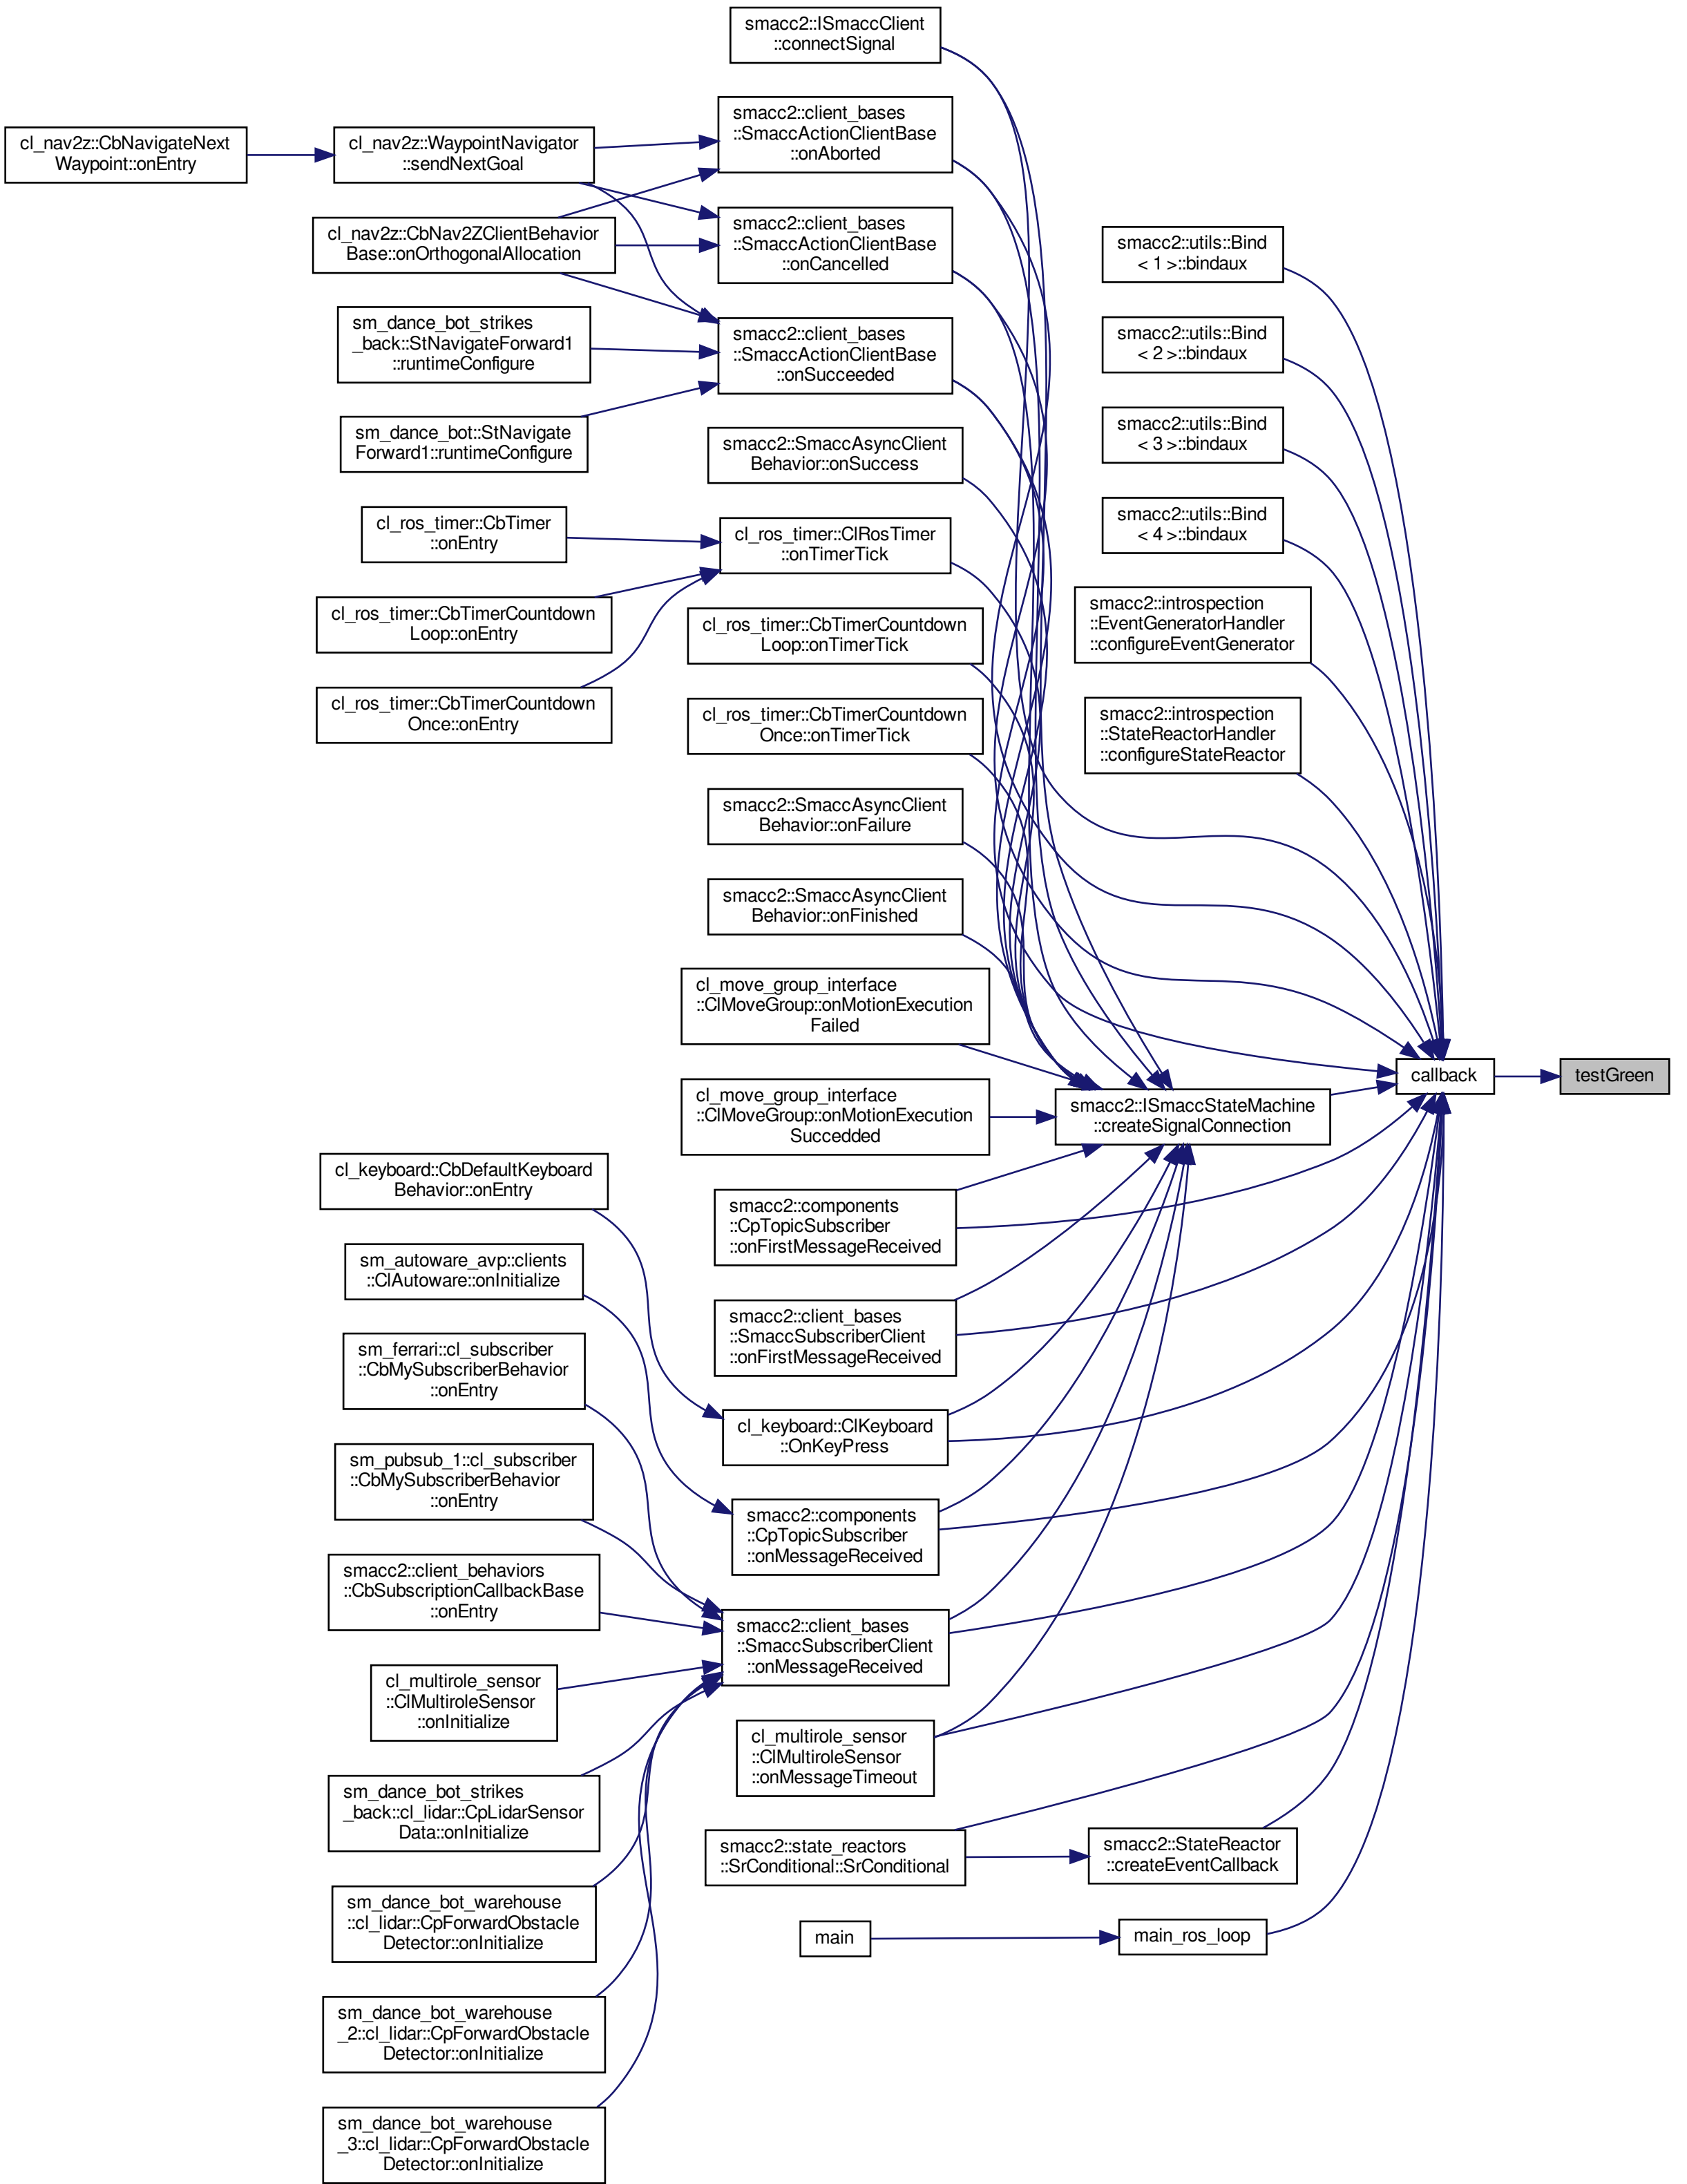 smacc2::ISmaccClient
::connectSignal
smacc2::client_bases
::SmaccActionClientBase
::onAborted
cl_nav2z::CbNavigateNext
Waypoint::onEntry
cl_nav2z::WaypointNavigator
::sendNextGoal
smacc2::client_bases
::SmaccActionClientBase
::onCancelled
cl_nav2z::CbNav2ZClientBehavior
Base::onOrthogonalAllocation
smacc2::utils::Bind
< 1 >::bindaux
sm_dance_bot_strikes
_back::StNavigateForward1
::runtimeConfigure
smacc2::client_bases
::SmaccActionClientBase
::onSucceeded
smacc2::utils::Bind
< 2 >::bindaux
sm_dance_bot::StNavigate
Forward1::runtimeConfigure
smacc2::SmaccAsyncClient
Behavior::onSuccess
smacc2::utils::Bind
< 3 >::bindaux
cl_ros_timer::CbTimer
::onEntry
cl_ros_timer::ClRosTimer
::onTimerTick
smacc2::utils::Bind
< 4 >::bindaux
cl_ros_timer::CbTimerCountdown
Loop::onEntry
cl_ros_timer::CbTimerCountdown
Loop::onTimerTick
smacc2::introspection
::EventGeneratorHandler
::configureEventGenerator
cl_ros_timer::CbTimerCountdown
Once::onEntry
cl_ros_timer::CbTimerCountdown
Once::onTimerTick
smacc2::introspection
::StateReactorHandler
::configureStateReactor
smacc2::SmaccAsyncClient
Behavior::onFailure
smacc2::SmaccAsyncClient
Behavior::onFinished
cl_move_group_interface
::ClMoveGroup::onMotionExecution
Failed
callback
testGreen
cl_move_group_interface
::ClMoveGroup::onMotionExecution
Succedded
smacc2::ISmaccStateMachine
::createSignalConnection
cl_keyboard::CbDefaultKeyboard
Behavior::onEntry
smacc2::components
::CpTopicSubscriber
::onFirstMessageReceived
sm_autoware_avp::clients
::ClAutoware::onInitialize
smacc2::client_bases
::SmaccSubscriberClient
::onFirstMessageReceived
sm_ferrari::cl_subscriber
::CbMySubscriberBehavior
::onEntry
cl_keyboard::ClKeyboard
::OnKeyPress
sm_pubsub_1::cl_subscriber
::CbMySubscriberBehavior
::onEntry
smacc2::components
::CpTopicSubscriber
::onMessageReceived
smacc2::client_behaviors
::CbSubscriptionCallbackBase
::onEntry
smacc2::client_bases
::SmaccSubscriberClient
::onMessageReceived
cl_multirole_sensor
::ClMultiroleSensor
::onInitialize
cl_multirole_sensor
::ClMultiroleSensor
::onMessageTimeout
sm_dance_bot_strikes
_back::cl_lidar::CpLidarSensor
Data::onInitialize
smacc2::state_reactors
::SrConditional::SrConditional
smacc2::StateReactor
::createEventCallback
sm_dance_bot_warehouse
::cl_lidar::CpForwardObstacle
Detector::onInitialize
main
main_ros_loop
sm_dance_bot_warehouse
_2::cl_lidar::CpForwardObstacle
Detector::onInitialize
sm_dance_bot_warehouse
_3::cl_lidar::CpForwardObstacle
Detector::onInitialize